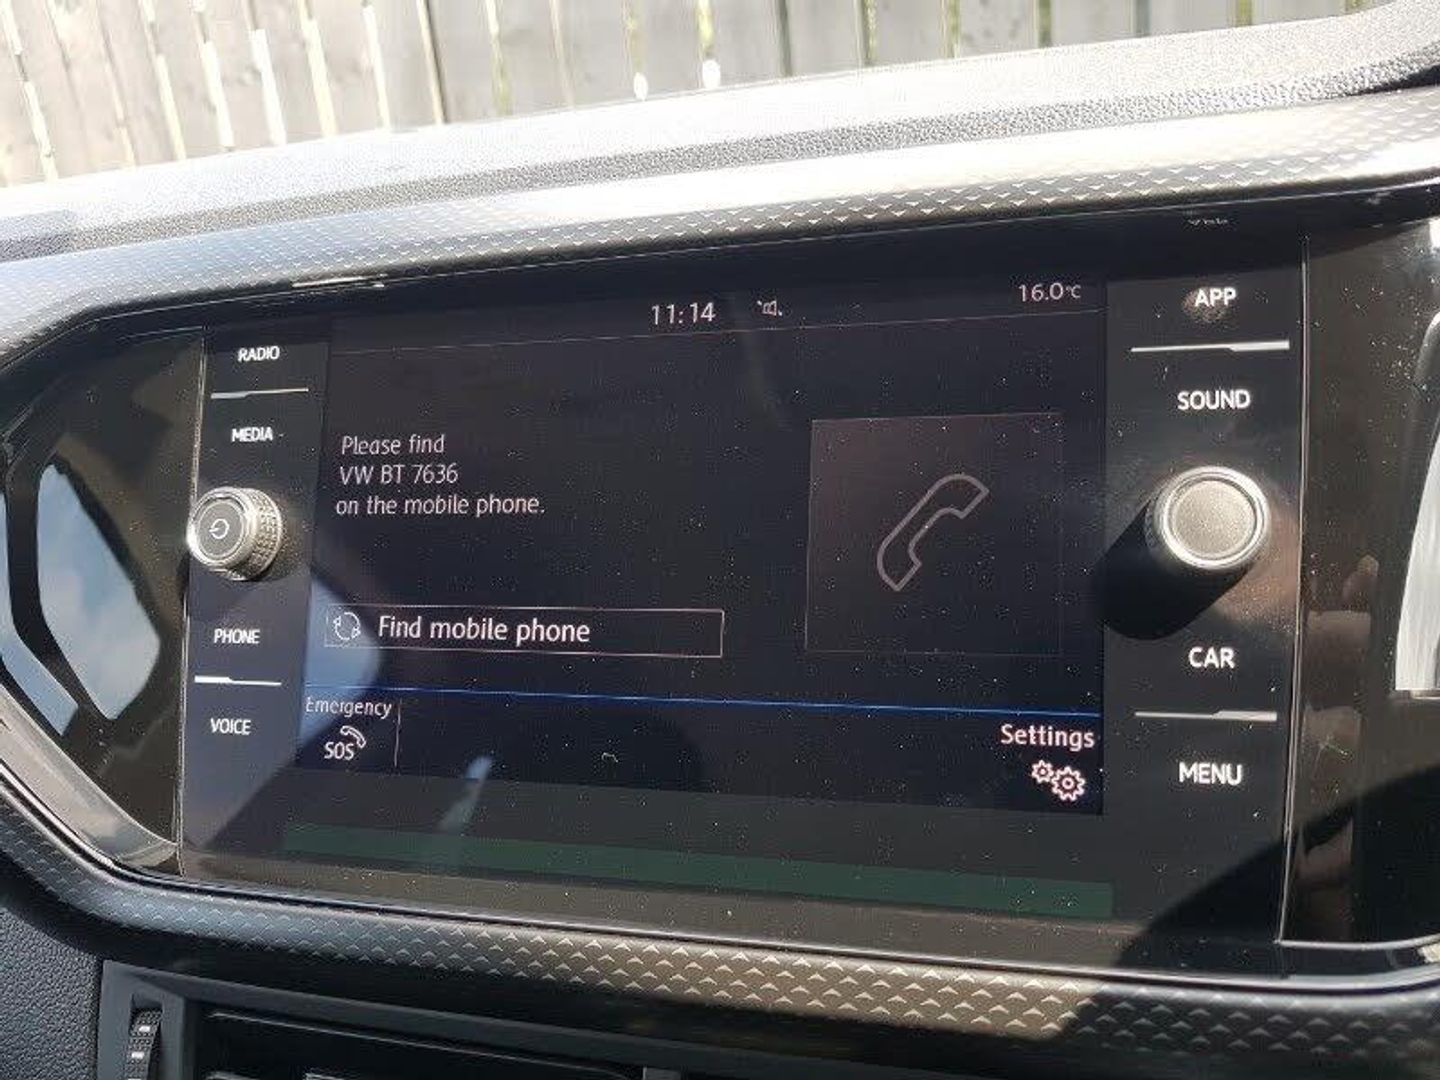 11:14
16.0°C
RADIO
MEDIA
PHONE
VOICE
Please find
VW BT 7636
on the mobile phone.
Find mobile phone
Emergency
SOS
Settings
APP
SOUND
CAR
MENU